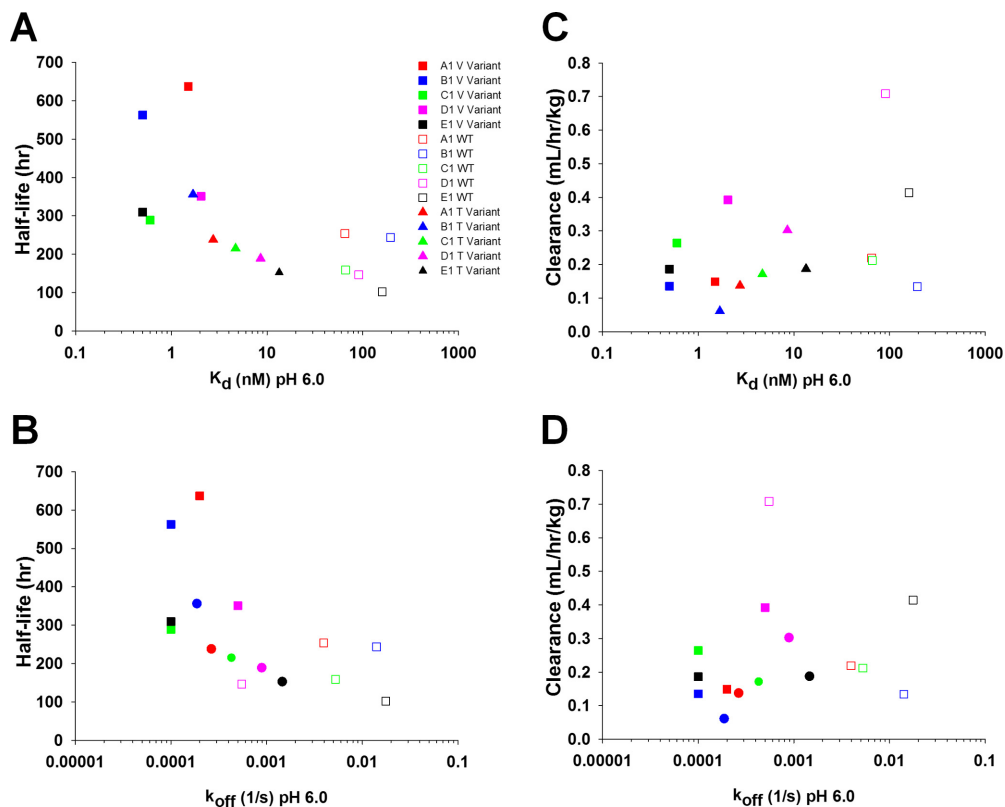 A
700
600
500
400
300
200
100
0
Half-life (hr)
0.1 1 10 100 1000
Kd (nM) pH 6.0
A1 V Variant
B1 V Variant
C1 V Variant
D1 V Variant
E1 V Variant
A1 WT
B1 WT
C1 WT
D1 WT
E1 WT
A1 T Variant
B1 T Variant
C1 T Variant
D1 T Variant
E1 T Variant
C
0.8
0.7
0.6
0.5
0.4
0.3
0.2
0.1
0.0
Clearance (mL/hr/kg)
0.1 1 10 100 1000
Kd (nM) pH 6.0
B
700
600
500
400
300
200
100
0
Half-life (hr)
0.00001 0.0001 0.001 0.01 0.1
koff (1/s) pH 6.0
D
0.8
0.7
0.6
0.5
0.4
0.3
0.2
0.1
0.0
Clearance (mL/hr/kg)
0.00001 0.0001 0.001 0.01 0.1
koff (1/s) pH 6.0